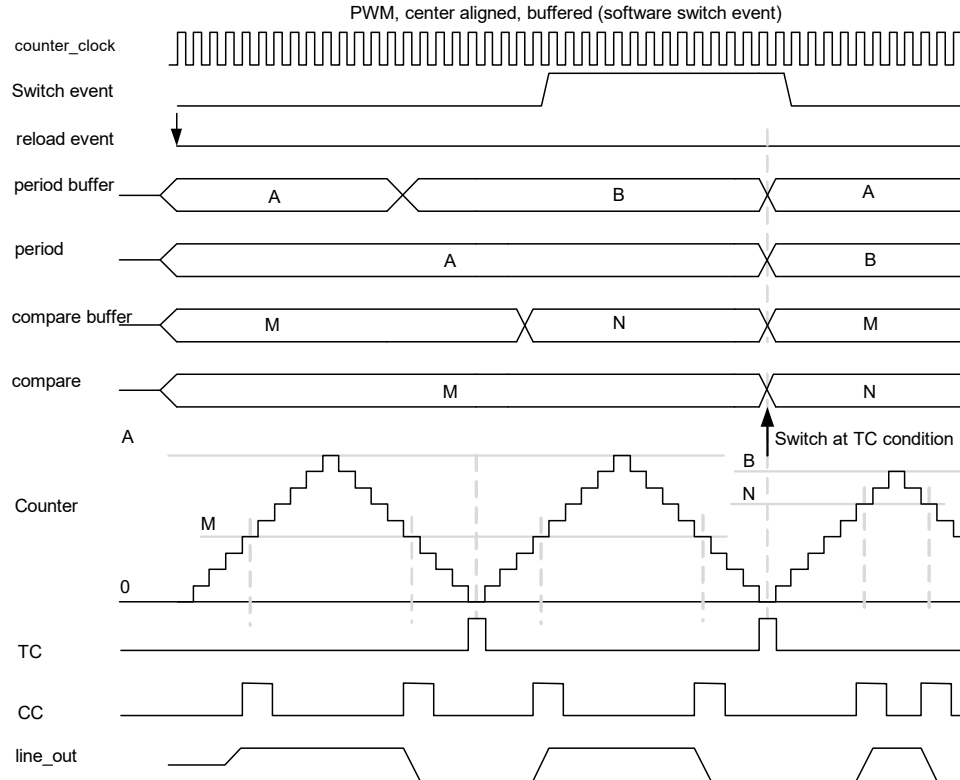 PWM, center aligned, buffered (software switch event)
counter_clock
Switch event
reload event
period buffer A B A
period A B
compare buffer M N M
compare M N
A
Switch at TC condition
B
Counter
N
M
0
TC
CC
line_out